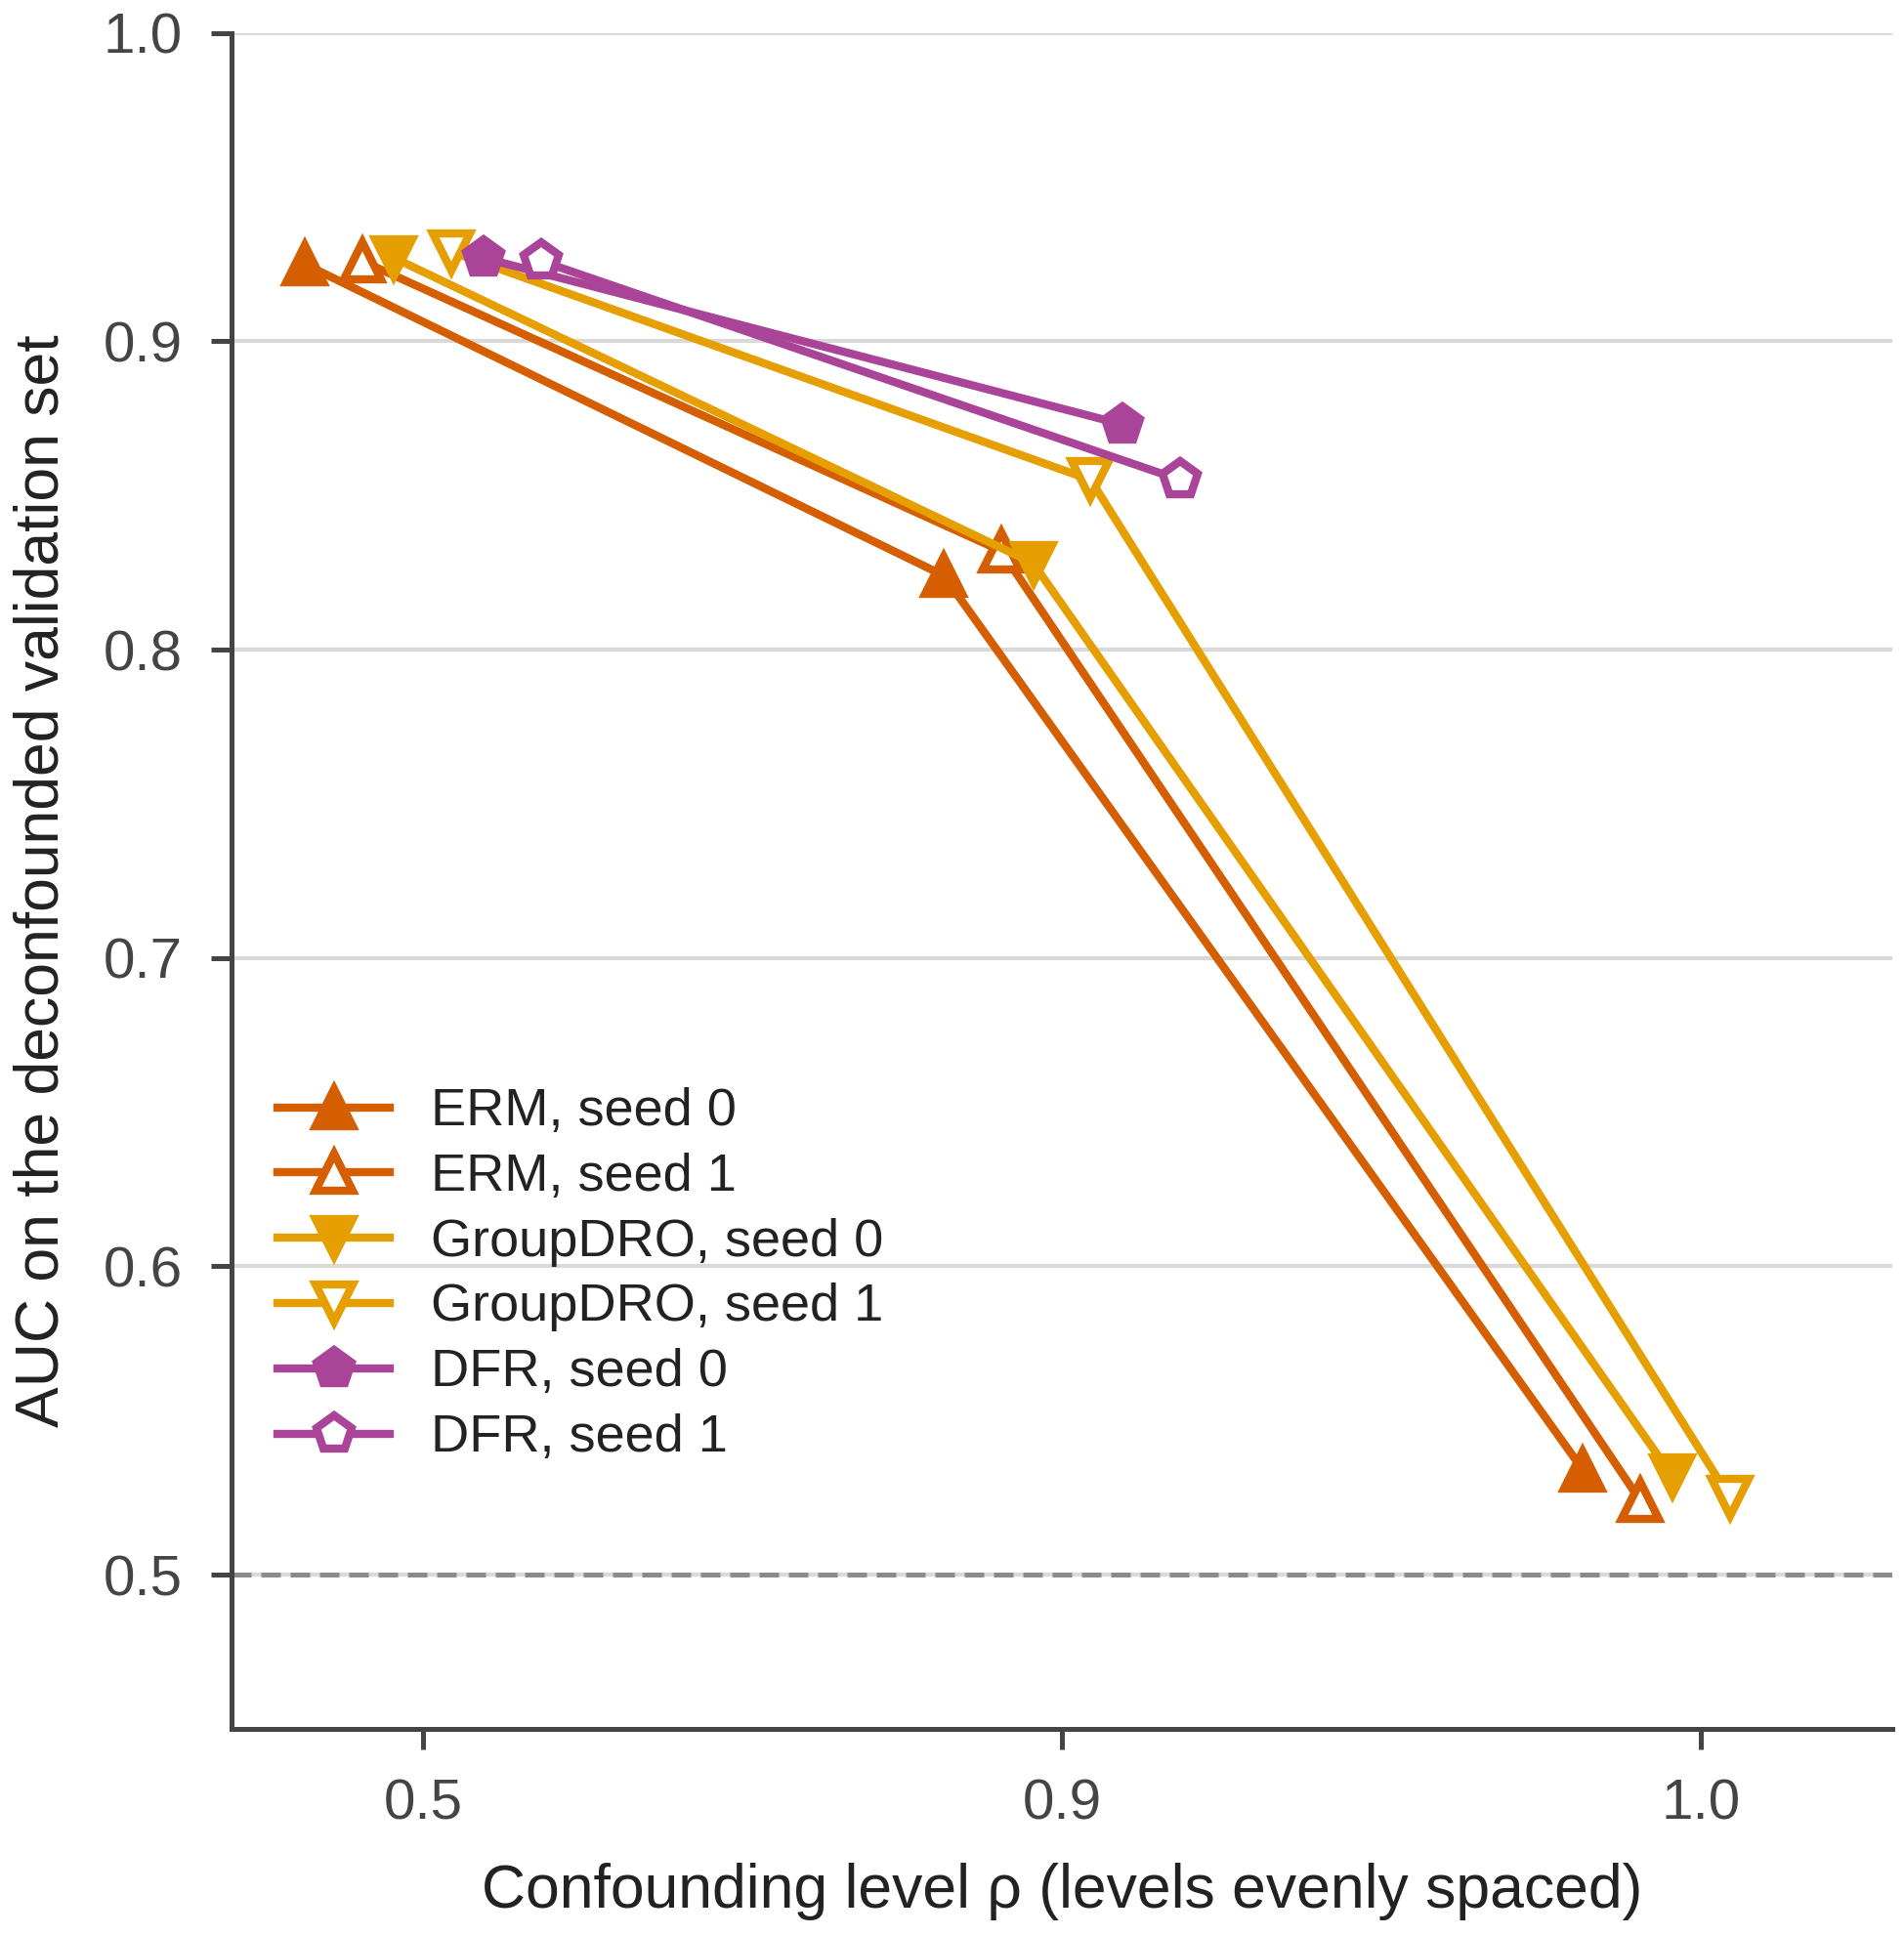 1.0
0.9
0.8
0.7
0.6
0.5
AUC on the deconfounded validation set
ERM, seed 0
ERM, seed 1
GroupDRO, seed 0
GroupDRO, seed 1
DFR, seed 0
DFR, seed 1
0.5 0.9 1.0
Confounding level ρ (levels evenly spaced)